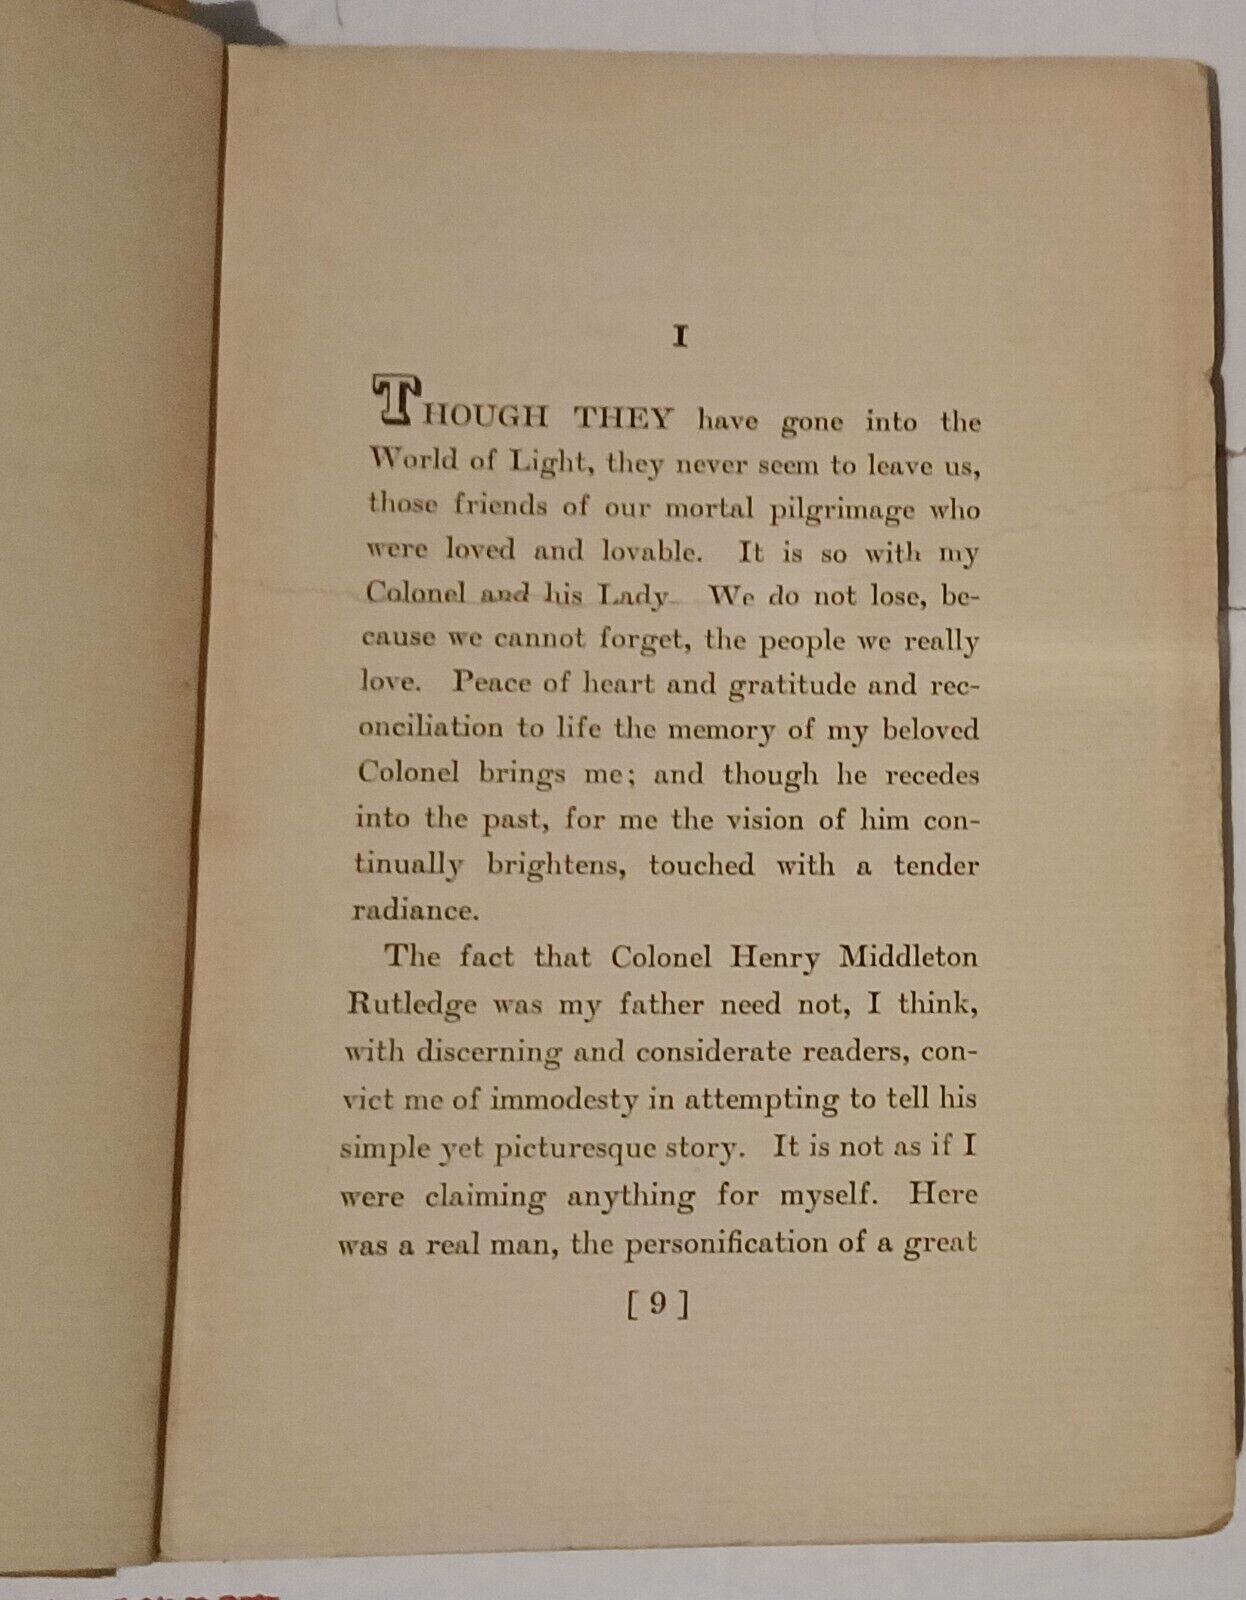 I
THOUGH THEY have gone into the
World of Light, they never seem to leave us,
those friends of our mortal pilgrimage who
were loved and lovable. It is so with my
Colonel and his Lady. We do not lose, be-
cause we cannot forget, the people we really
love. Peace of heart and gratitude and rec-
onciliation to life the memory of my beloved
Colonel brings me; and though he recedes
into the past, for me the vision of him con-
tinually brightens, touched with a tender
radiance.
The fact that Colonel Henry Middleton
Rutledge was my father need not, I think,
with discerning and considerate readers, con-
vict me of immodesty in attempting to tell his
simple yet picturesque story. It is not as if I
were claiming anything for myself. Here
was a real man, the personification of a great
[ 9 ]